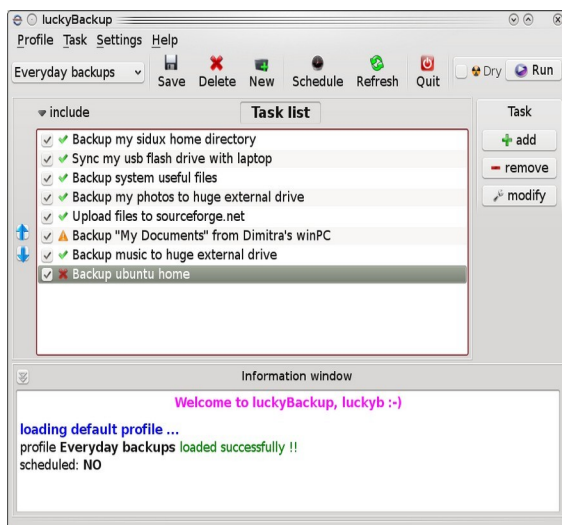 luckyBackup
Profile Task Settings Help
Everyday backups Save Delete New Schedule Refresh Quit Dry Run
include Task list Task
Backup my sidux home directory
add
Sync my usb flash drive with laptop
Backup system useful files
remove
Backup my photos to huge external drive
modify
Upload files to sourceforge.net
Backup "My Documents" from Dimitra's winPC
Backup music to huge external drive
Backup ubuntu home
Information window
Welcome to luckyBackup, luckyb :-)
loading default profile ...
profile Everyday backups loaded successfully !!
scheduled: NO